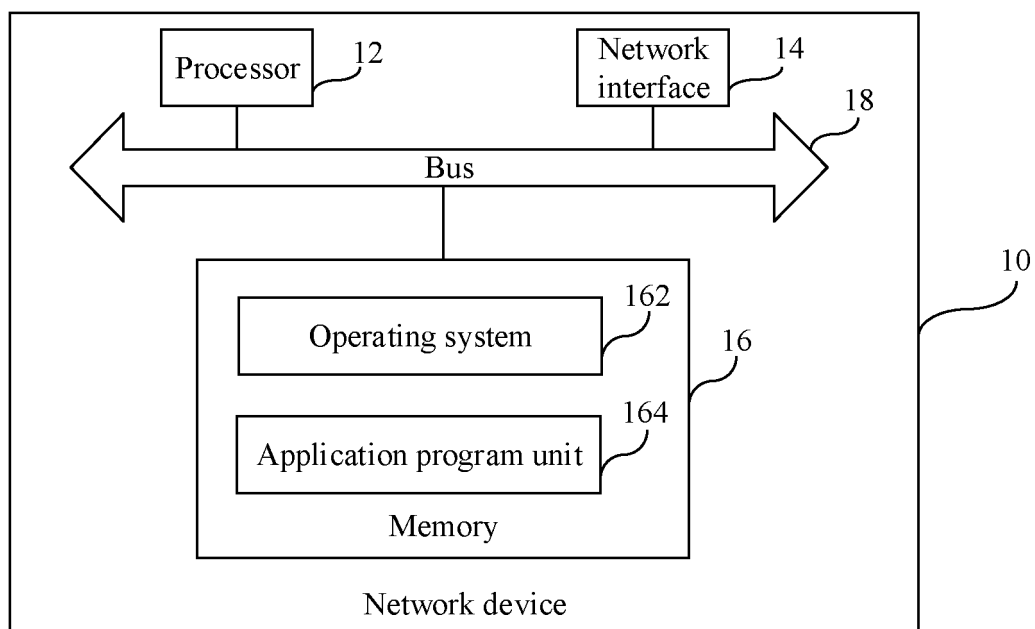 Processor
12
Network
interface
14
18
Bus
10
162
Operating system
16
164
Application program unit
Memory
Network device